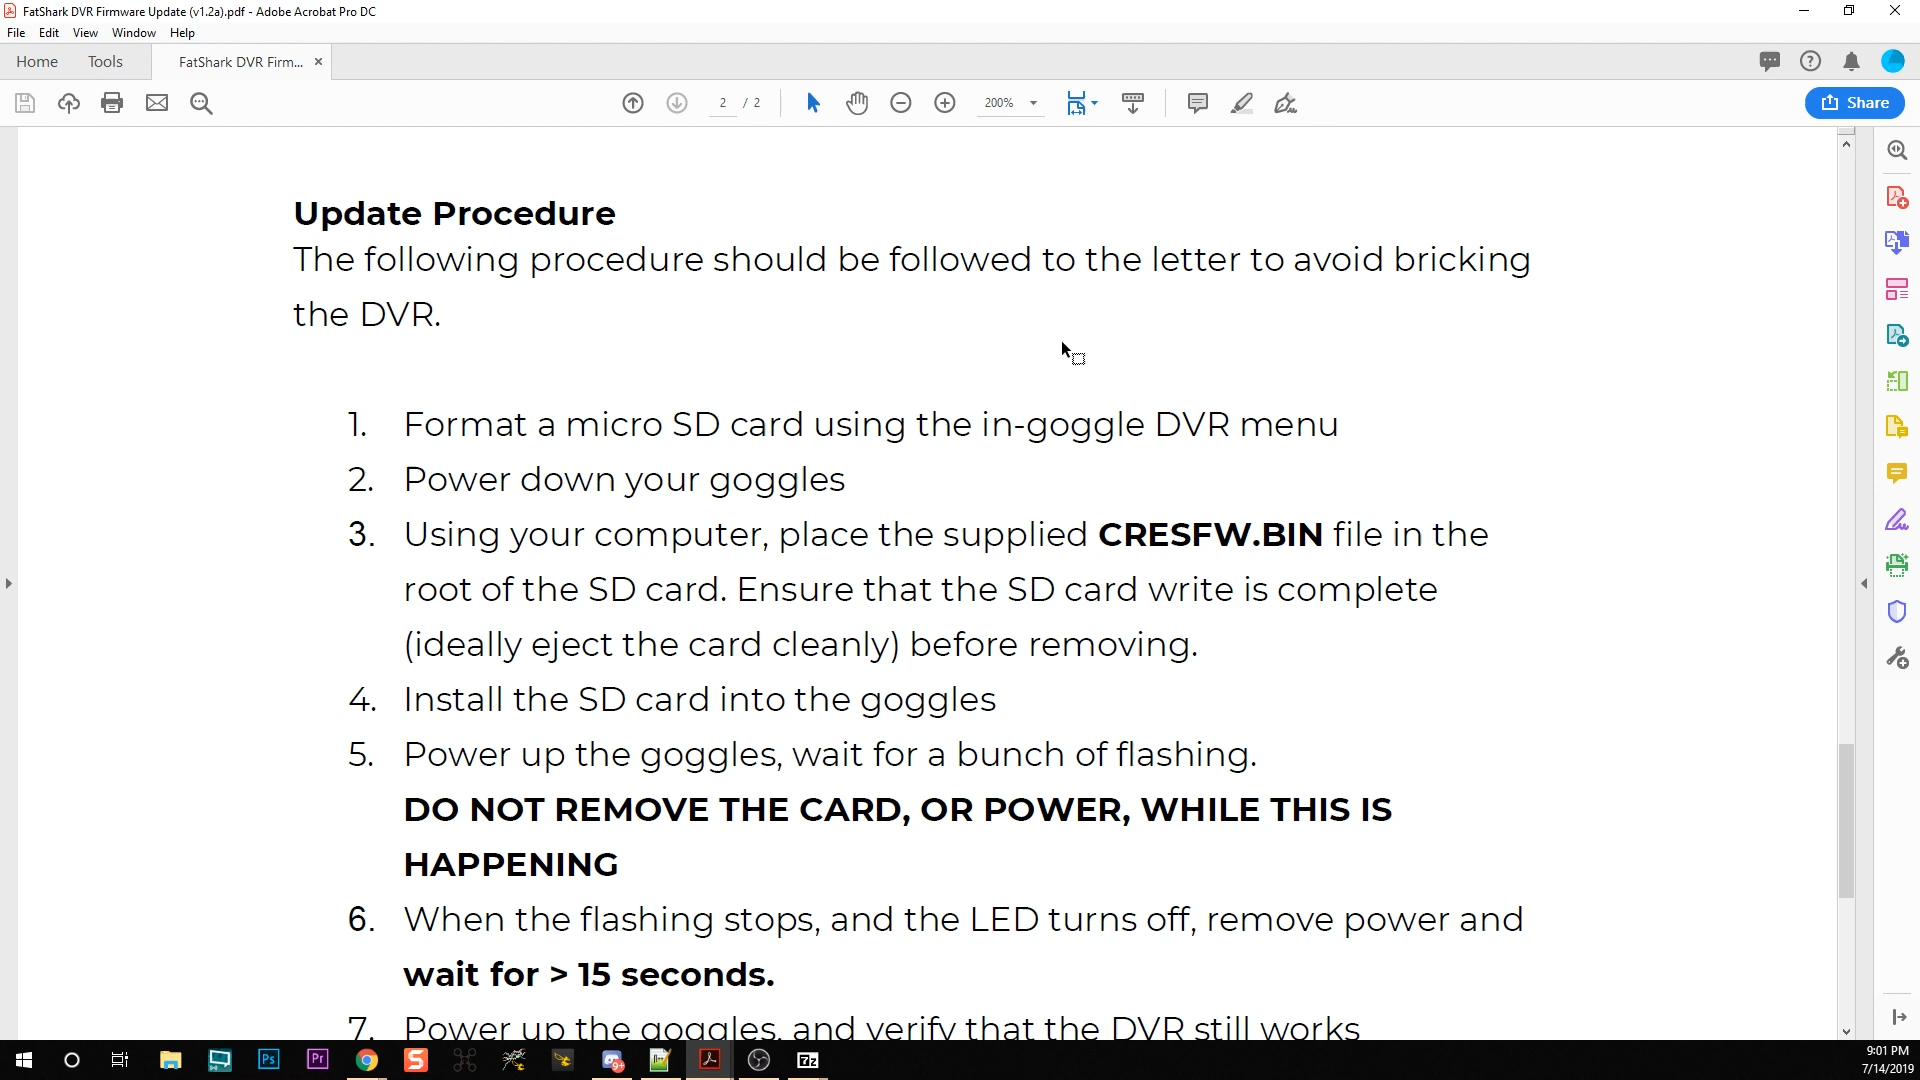 FatShark DVR Firmware Update (v1.2a).pdf - Adobe Acrobat Pro DC
File Edit View Window Help
Home Tools FatShark DVR Firm... ×
2 / 2 200% Share
Update Procedure
The following procedure should be followed to the letter to avoid bricking
the DVR.
1. Format a micro SD card using the in-goggle DVR menu
2. Power down your goggles
3. Using your computer, place the supplied CRESFW.BIN file in the
root of the SD card. Ensure that the SD card write is complete
(ideally eject the card cleanly) before removing.
4. Install the SD card into the goggles
5. Power up the goggles, wait for a bunch of flashing.
DO NOT REMOVE THE CARD, OR POWER, WHILE THIS IS
HAPPENING
6. When the flashing stops, and the LED turns off, remove power and
wait for > 15 seconds.
7. Power up the goggles, and verify that the DVR still works
Ps Pr S 9+ 7z
9:01 PM
7/14/2019